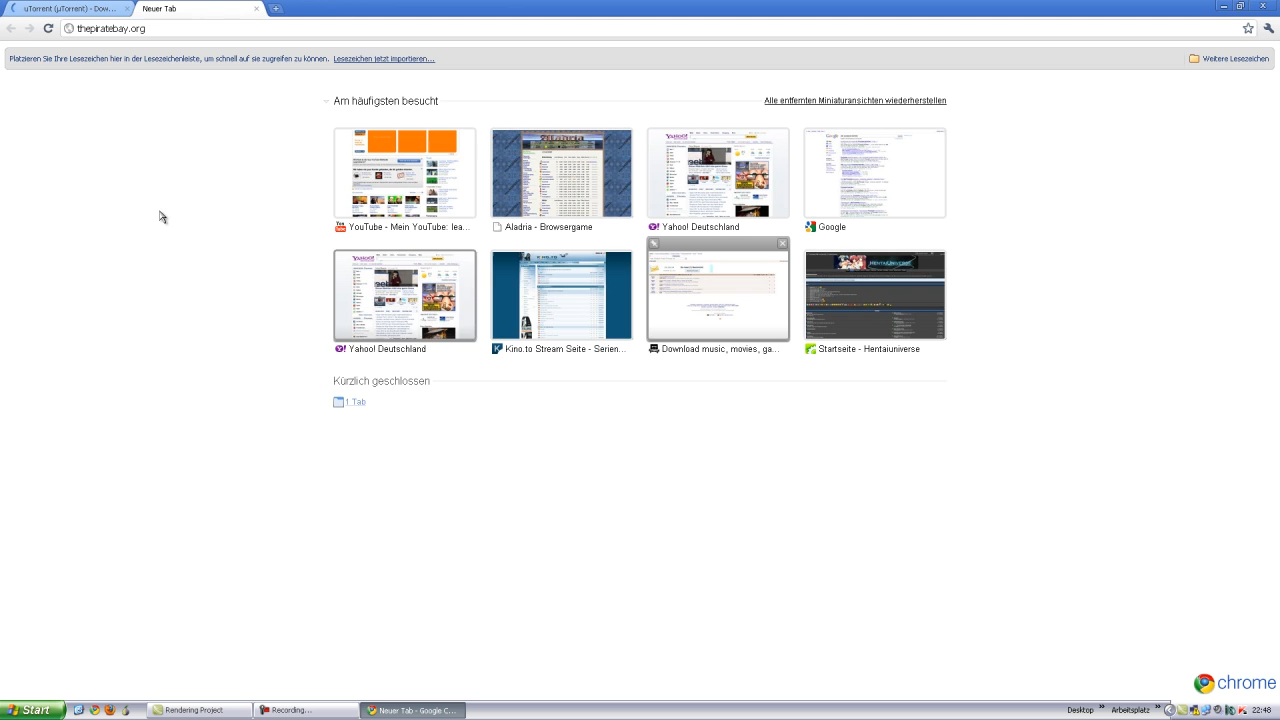 uTorrent (µTorrent) - Dow...
Neuer Tab
thepiratebay.org
Platzieren Sie Ihre Lesezeichen hier in der Lesezeichenleiste, um schnell auf sie zugreifen zu können. Lesezeichen jetzt importieren...
Weitere Lesezeichen
Am häufigsten besucht
Alle entfernten Miniaturansichten wiederherstellen
YouTube - Mein YouTube: lea...
Aladria - Browsergame
Yahoo! Deutschland
Google
Yahoo! Deutschland
Kino.to Stream Seite - Serien...
Download music, movies, ga...
Startseite - Hentaiuniverse
Kürzlich geschlossen
1 Tab
chrome
Start
Rendering Project
Recording...
Neuer Tab - Google C...
Desktop
Arbeitsplatz
22:48